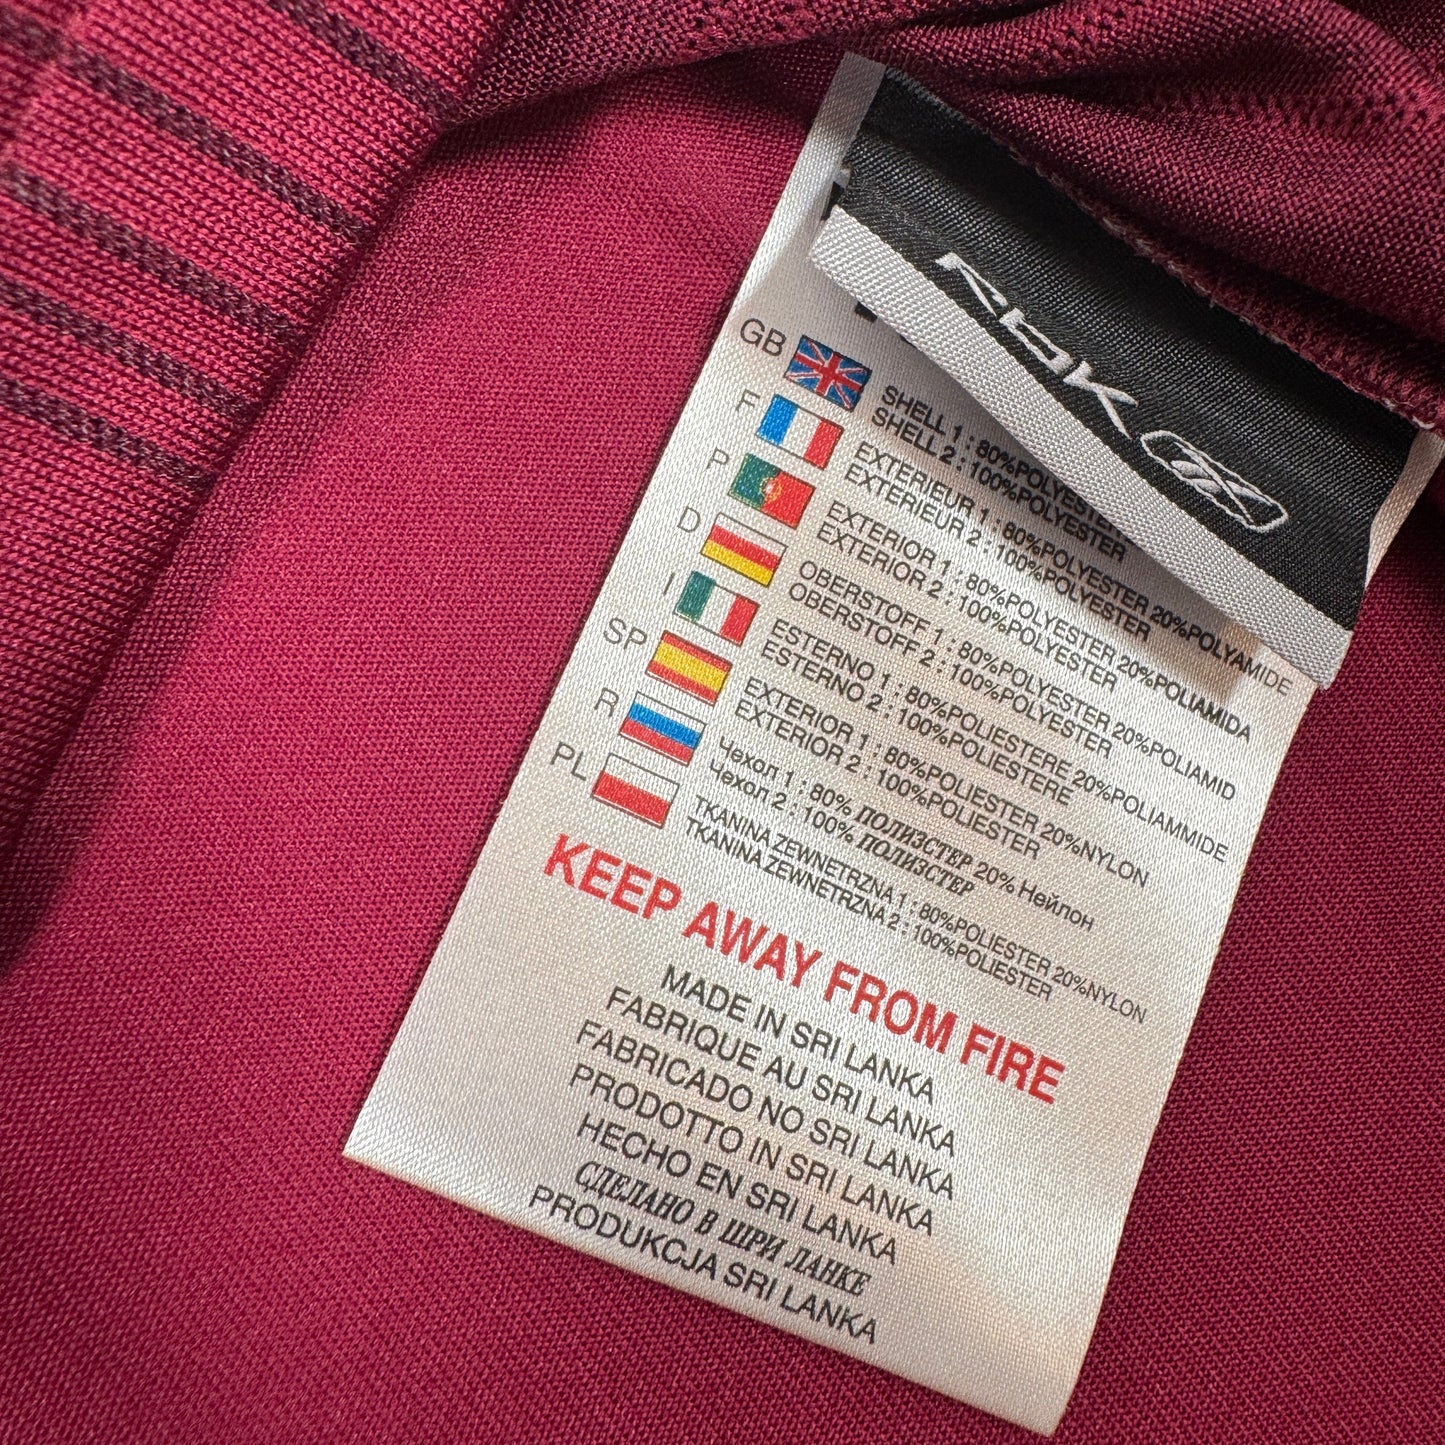 Rbk
GB SHELL 1 : 80%POLYESTER
SHELL 2 : 100%POLYESTER
F EXTERIEUR 1 : 80%POLYESTER 20%POLYAMIDE
EXTERIEUR 2 : 100%POLYESTER
P EXTERIOR 1 : 80%POLYESTER 20%POLIAMIDA
EXTERIOR 2 : 100%POLYESTER
D OBERSTOFF 1 : 80%POLYESTER 20%POLIAMID
OBERSTOFF 2 : 100%POLYESTER
I ESTERNO 1 : 80%POLIESTERE 20%POLIAMMIDE
ESTERNO 2 : 100%POLIESTERE
SP EXTERIOR 1 : 80%POLIESTER 20%NYLON
EXTERIOR 2 : 100%POLIESTER
R Чехол 1 : 80% ПОЛИЭСТЕР 20% Нейлон
Чехол 2 : 100% ПОЛИЭСТЕР
PL TKANINA ZEWNETRZNA 1 : 80%POLIESTER 20%NYLON
TKANINA ZEWNETRZNA 2 : 100%POLIESTER
KEEP AWAY FROM FIRE
MADE IN SRI LANKA
FABRIQUE AU SRI LANKA
FABRICADO NO SRI LANKA
PRODOTTO IN SRI LANKA
HECHO EN SRI LANKA
СДЕЛАНО В ШРИ ЛАНКЕ
PRODUKCJA SRI LANKA